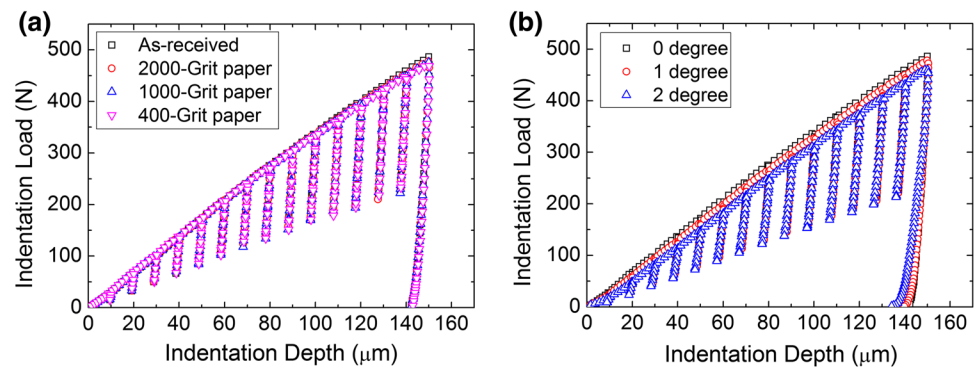 (a)
As-received
2000-Grit paper
1000-Grit paper
400-Grit paper
Indentation Load (N)
500
400
300
200
100
0
0 20 40 60 80 100 120 140 160
Indentation Depth (μm)
(b)
0 degree
1 degree
2 degree
Indentation Load (N)
500
400
300
200
100
0
0 20 40 60 80 100 120 140 160
Indentation Depth (μm)